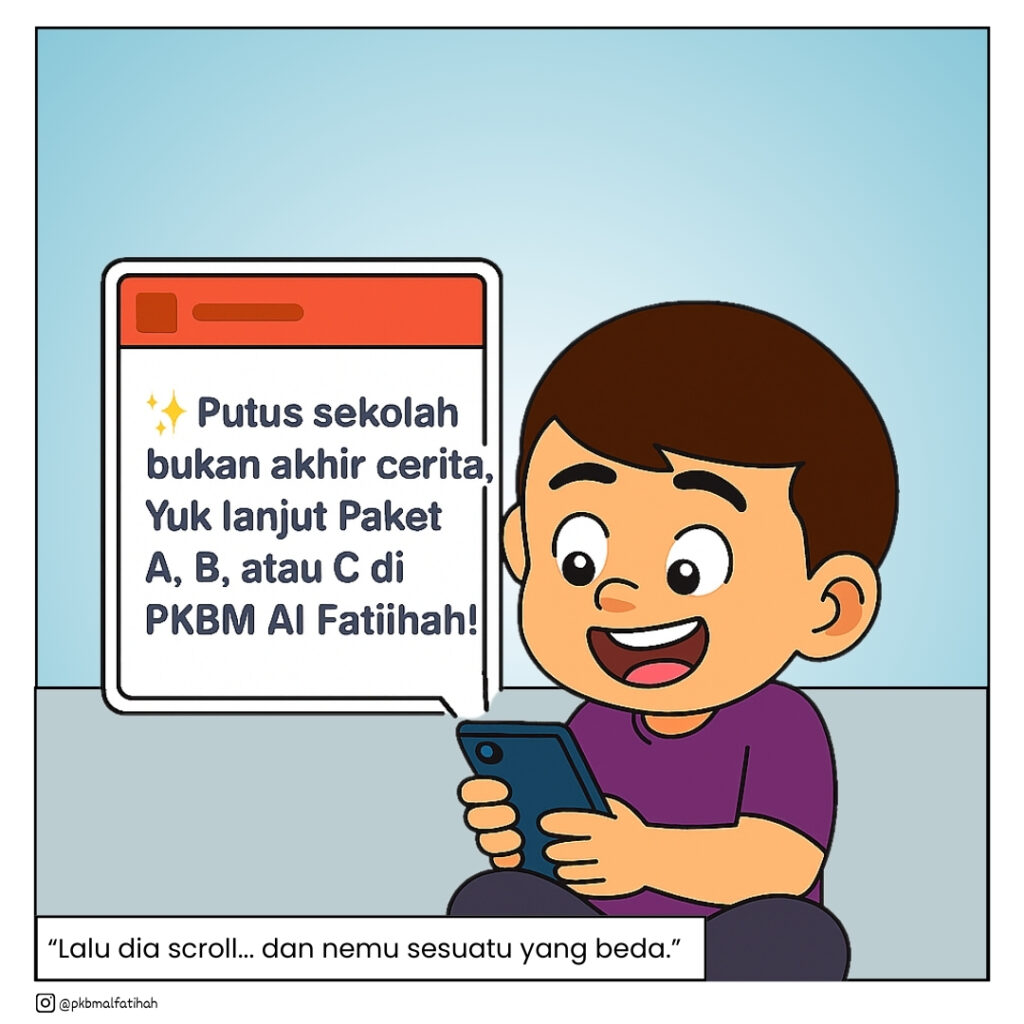 ✨ Putus sekolah
bukan akhir cerita,
Yuk lanjut Paket
A, B, atau C di
PKBM Al Fatiihah!
“Lalu dia scroll... dan nemu sesuatu yang beda.”
@pkbmalfatihah